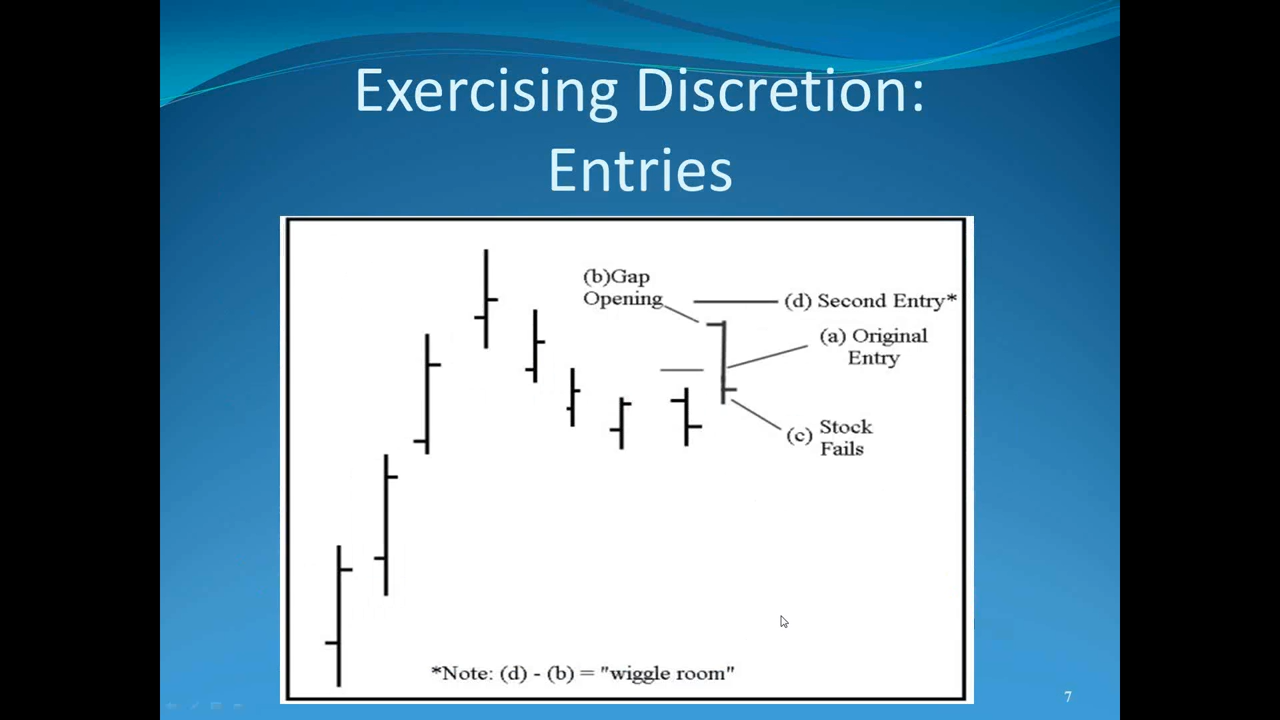 Exercising Discretion:
Entries
(b)Gap
Opening
(d) Second Entry*
(a) Original
Entry
(c) Stock
Fails
*Note: (d) - (b) = "wiggle room"
7